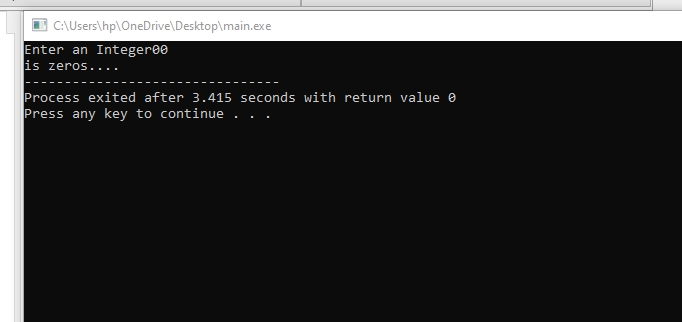 C:\Users\hp\OneDrive\Desktop\main.exe
Enter an Integer00
is zeros....
--------------------------------
Process exited after 3.415 seconds with return value 0
Press any key to continue . . .